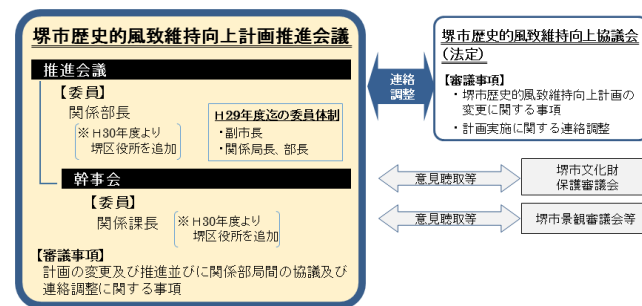 堺市歴史的風致維持向上計画推進会議
推進会議
【委員】
関係部長
※H30年度より
堺区役所を追加
H29年度迄の委員体制
・副市長
・関係局長、部長
幹事会
【委員】
関係課長
※H30年度より
堺区役所を追加
【審議事項】
計画の変更及び推進並びに関係部局間の協議及び
連絡調整に関する事項
連絡
調整
堺市歴史的風致維持向上協議会
(法定)
【審議事項】
・堺市歴史的風致維持向上計画の
変更に関する事項
・計画実施に関する連絡調整
意見聴取等
堺市文化財
保護審議会
意見聴取等
堺市景観審議会等